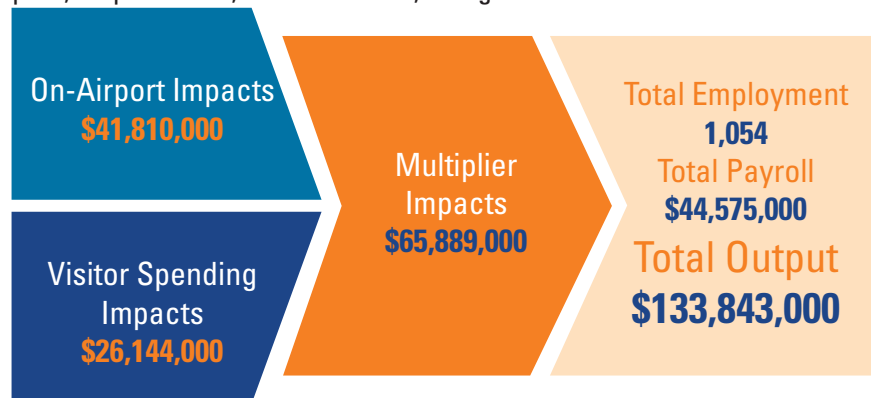 On-Airport Impacts
$41,810,000
Visitor Spending
Impacts
$26,144,000
Multiplier
Impacts
$65,889,000
Total Employment
1,054
Total Payroll
$44,575,000
Total Output
$133,843,000